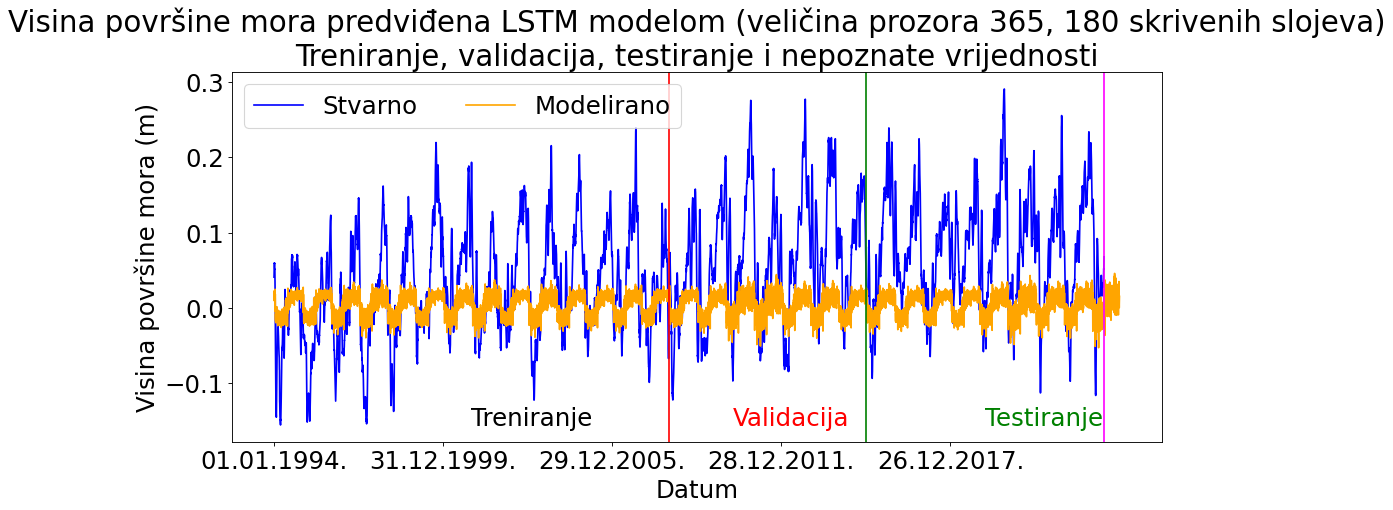 Visina površine mora predviđena LSTM modelom (veličina prozora 365, 180 skrivenih slojeva)
Treniranje, validacija, testiranje i nepoznate vrijednosti
Stvarno
Modelirano
Visina površine mora (m)
0.3
0.2
0.1
0.0
−0.1
Treniranje
Validacija
Testiranje
01.01.1994.
31.12.1999.
29.12.2005.
28.12.2011.
26.12.2017.
Datum